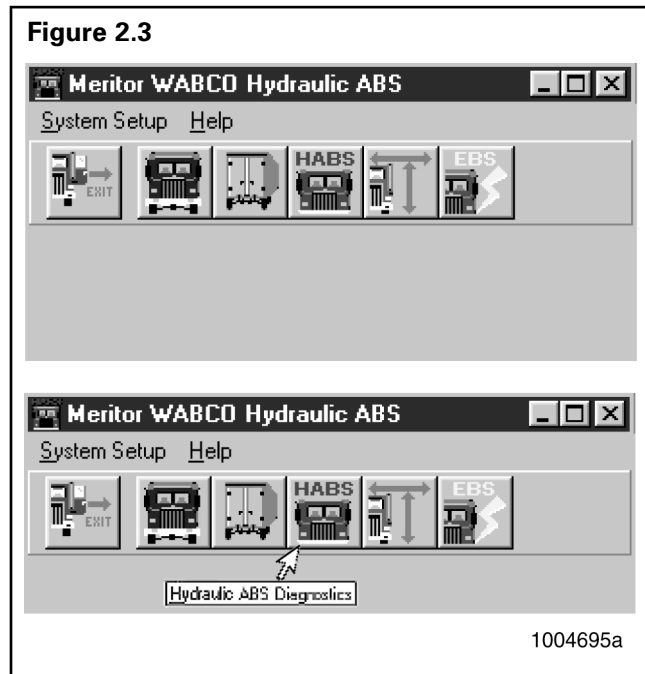 Figure 2.3
Meritor WABCO Hydraulic ABS
System Setup Help
EXIT HABS EBS
Meritor WABCO Hydraulic ABS
System Setup Help
EXIT HABS EBS
Hydraulic ABS Diagnostics
1004695a